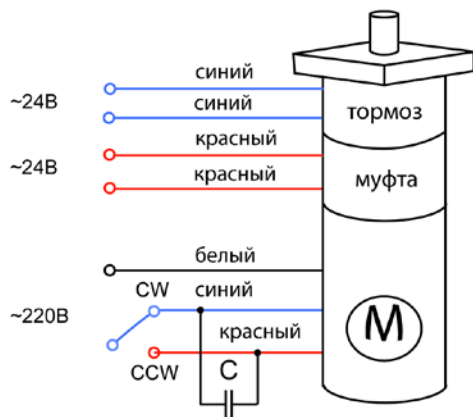 синий
~24В
синий
тормоз
красный
~24В
красный
муфта
белый
CW
синий
~220В
красный
М
CCW
C